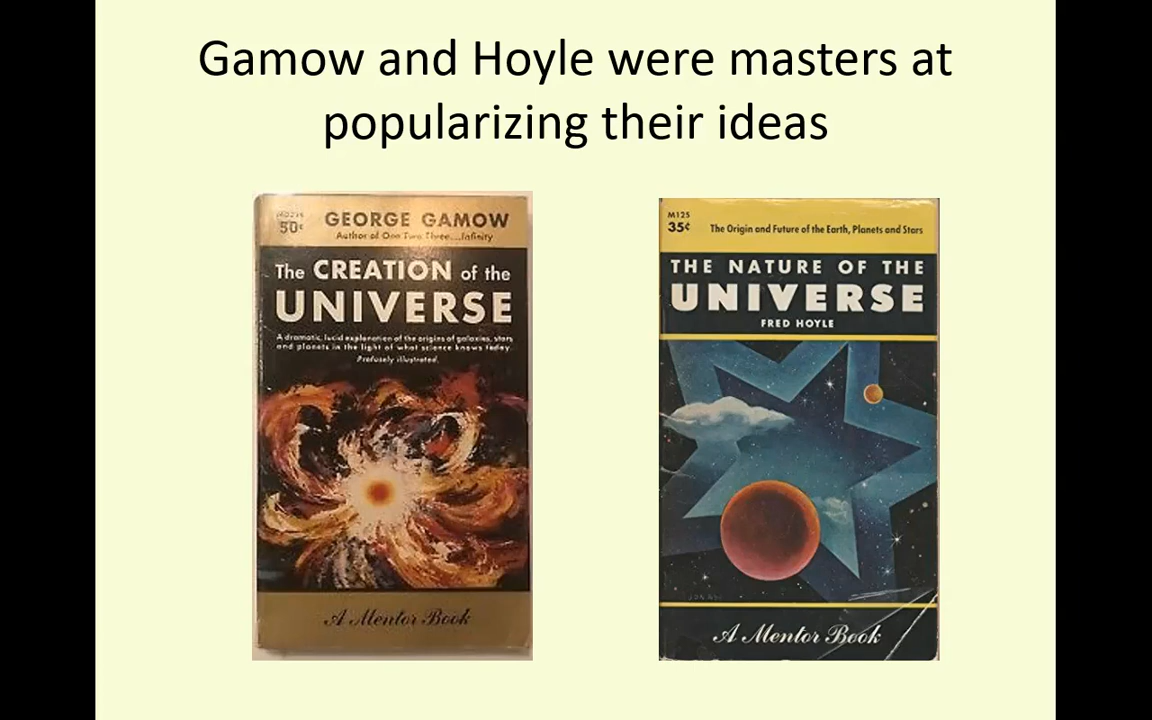 Gamow and Hoyle were masters at
popularizing their ideas
50¢
GEORGE GAMOW
Author of One Two Three....Infinity
The CREATION of the
UNIVERSE
A dramatic, lucid explanation of the origins of galaxies, stars
and planets in the light of what science knows today.
Profusely illustrated.
A Mentor Book
M125
35¢
The Origin and Future of the Earth, Planets and Stars
THE NATURE OF THE
UNIVERSE
FRED HOYLE
A Mentor Book